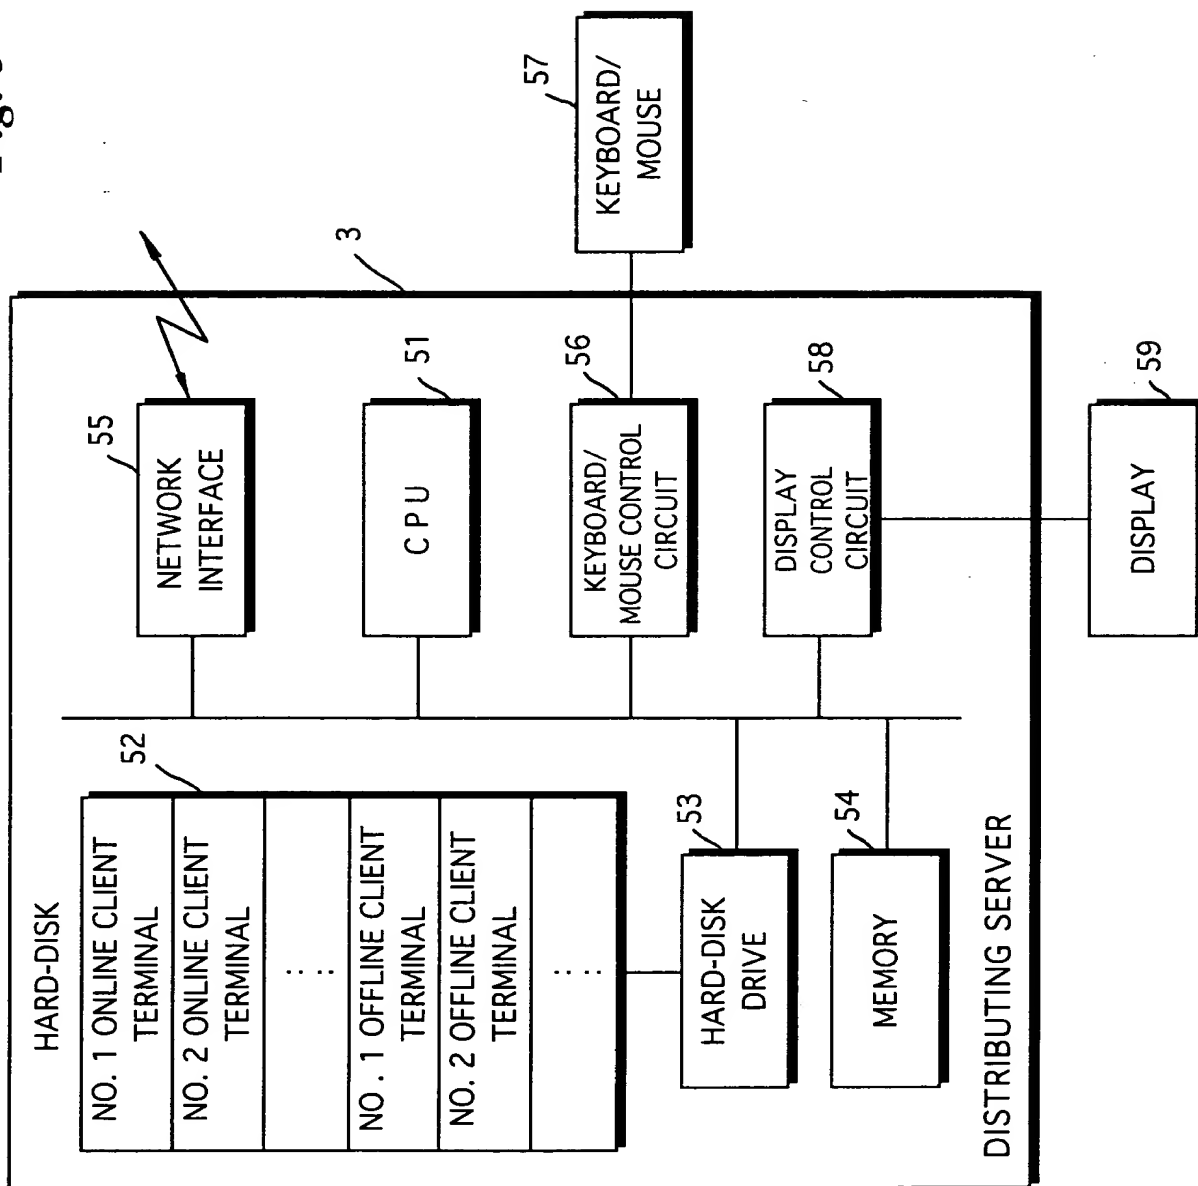 HARD-DISK
52
NO. 1 ONLINE CLIENT
TERMINAL
NO. 2 ONLINE CLIENT
TERMINAL
: :
NO . 1 OFFLINE CLIENT
TERMINAL
NO. 2 OFFLINE CLIENT
TERMINAL
: :
53
HARD-DISK
DRIVE
54
MEMORY
DISTRIBUTING SERVER
55
NETWORK
INTERFACE
51
CPU
56
KEYBOARD/
MOUSE CONTROL
CIRCUIT
58
DISPLAY
CONTROL
CIRCUIT
3
57
KEYBOARD/
MOUSE
59
DISPLAY